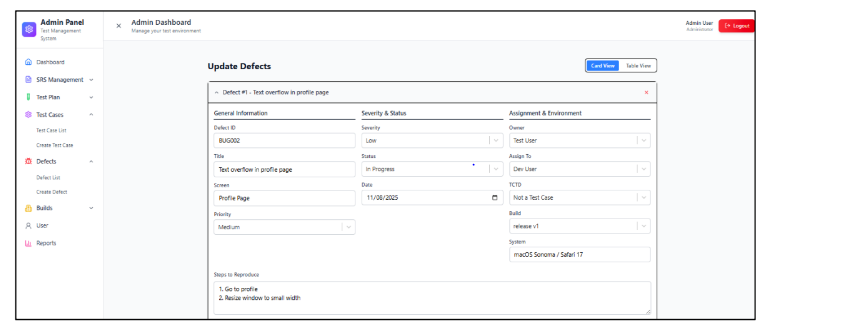 Admin Panel
Test Management
System
Admin Dashboard
Manage your test environment
Admin User
Administrator
Logout
Dashboard
SRS Management
Test Plan
Test Cases
Test Case List
Create Test Case
Defects
Defect List
Create Defect
Builds
User
Reports
Update Defects
Card View
Table View
Defect #1 - Text overflow in profile page
General Information
Severity & Status
Assignment & Environment
Defect ID
Severity
Owner
BUG002
Low
Test User
Title
Status
Assign To
Text overflow in profile page
In Progress
Dev User
Screen
Date
TCID
Profile Page
11/08/2025
Not a Test Case
Priority
Build
Medium
release v1
System
macOS Sonoma / Safari 17
Steps to Reproduce
1. Go to profile
2. Resize window to small width